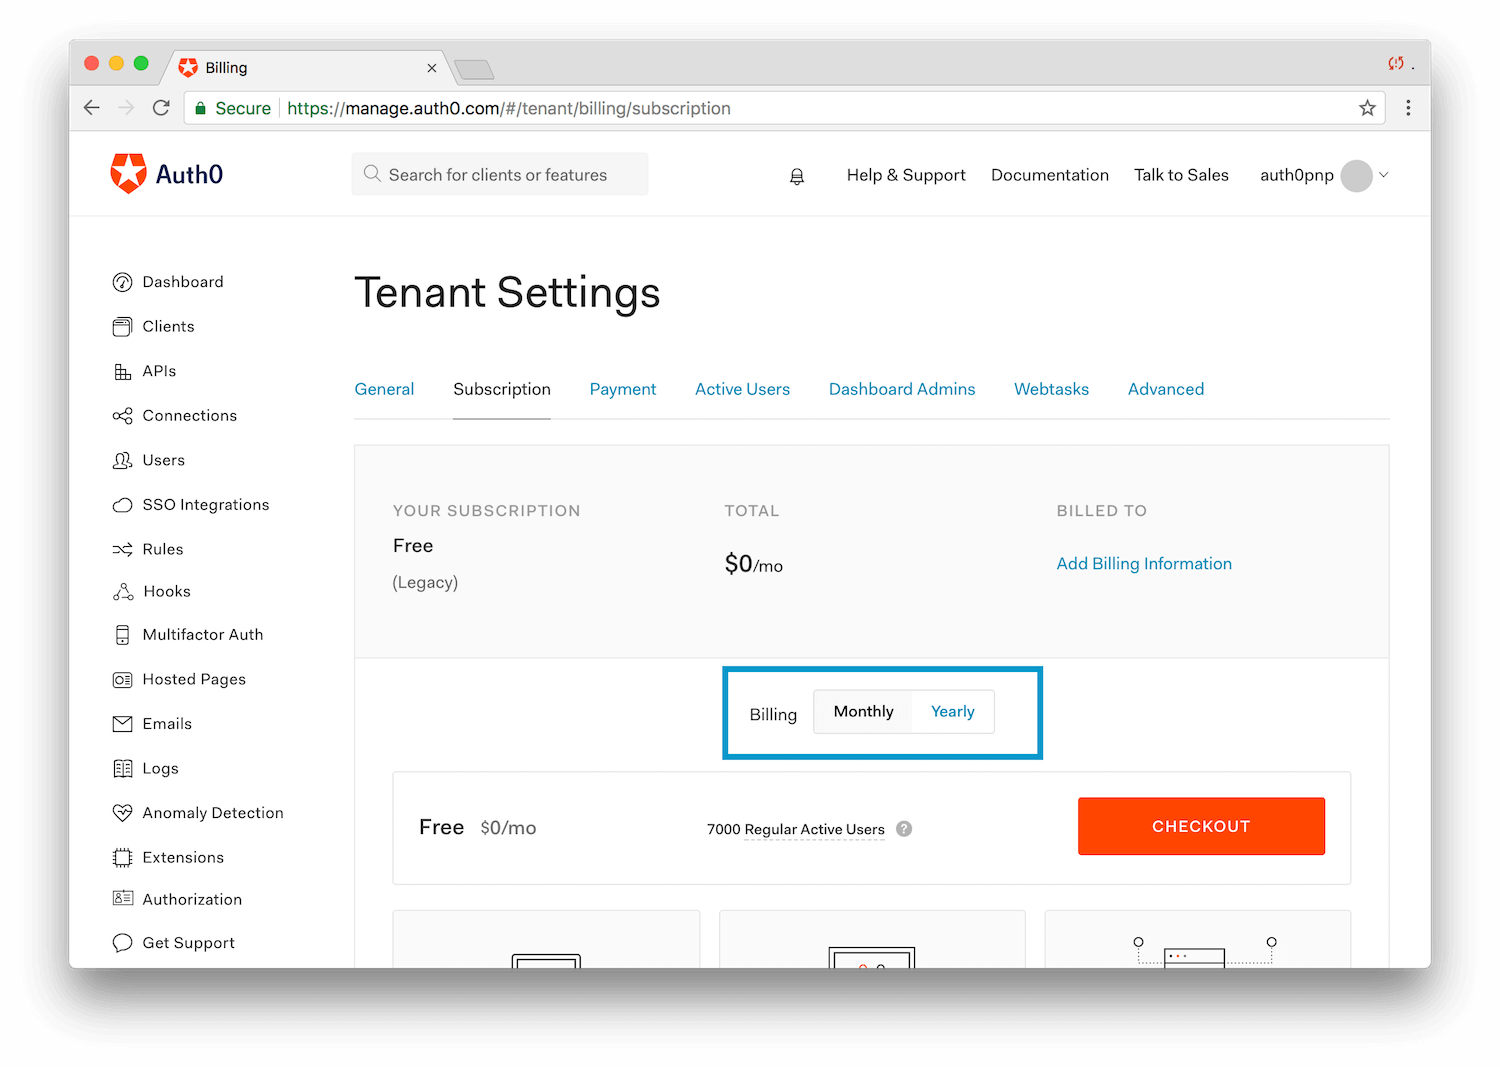 Billing
Secure https://manage.auth0.com/#/tenant/billing/subscription
Auth0
Search for clients or features
Help & Support Documentation Talk to Sales auth0pnp
Dashboard
Clients
APIs
Connections
Users
SSO Integrations
Rules
Hooks
Multifactor Auth
Hosted Pages
Emails
Logs
Anomaly Detection
Extensions
Authorization
Get Support
Tenant Settings
General Subscription Payment Active Users Dashboard Admins Webtasks Advanced
YOUR SUBSCRIPTION TOTAL BILLED TO
Free
(Legacy)
$0/mo
Add Billing Information
Billing Monthly Yearly
Free $0/mo 7000 Regular Active Users ? CHECKOUT